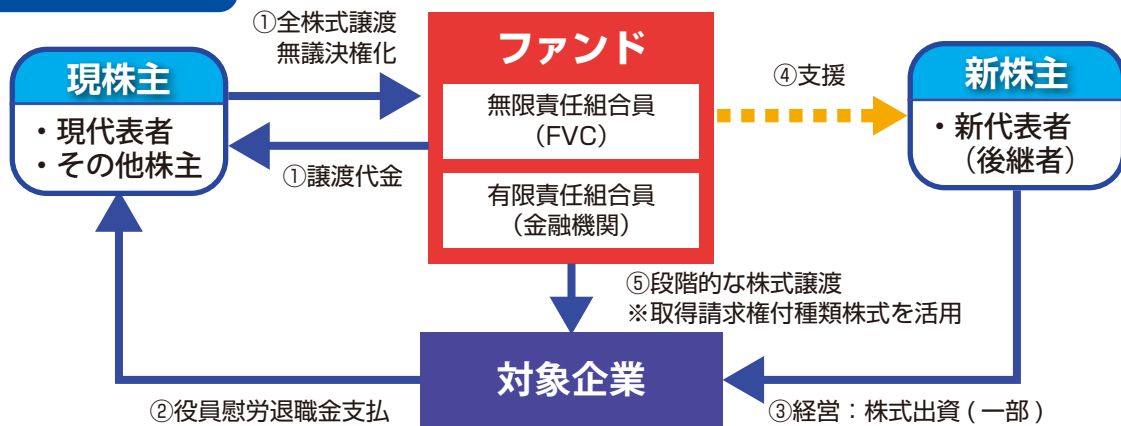 ①全株式譲渡
無議決権化
現株主
・現代表者
・その他株主
①譲渡代金
ファンド
無限責任組合員
(FVC)
有限責任組合員
(金融機関)
④支援
新株主
・新代表者
(後継者)
⑤段階的な株式譲渡
※取得請求権付種類株式を活用
対象企業
②役員慰労退職金支払
③経営：株式出資(一部)